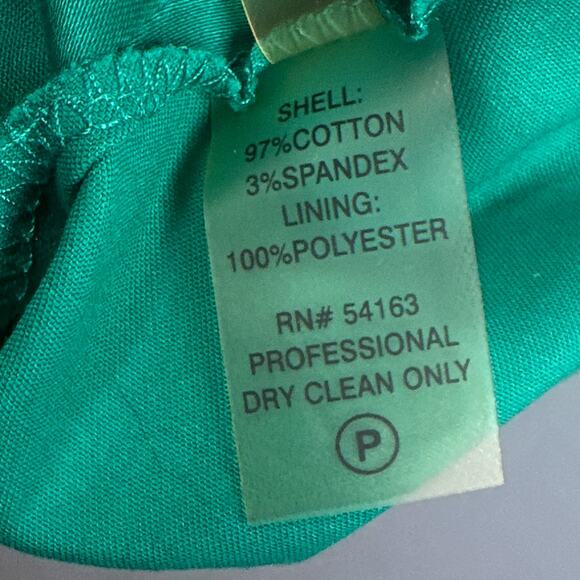 SHELL:
97%COTTON
3%SPANDEX
LINING:
100%POLYESTER
RN# 54163
PROFESSIONAL
DRY CLEAN ONLY
P